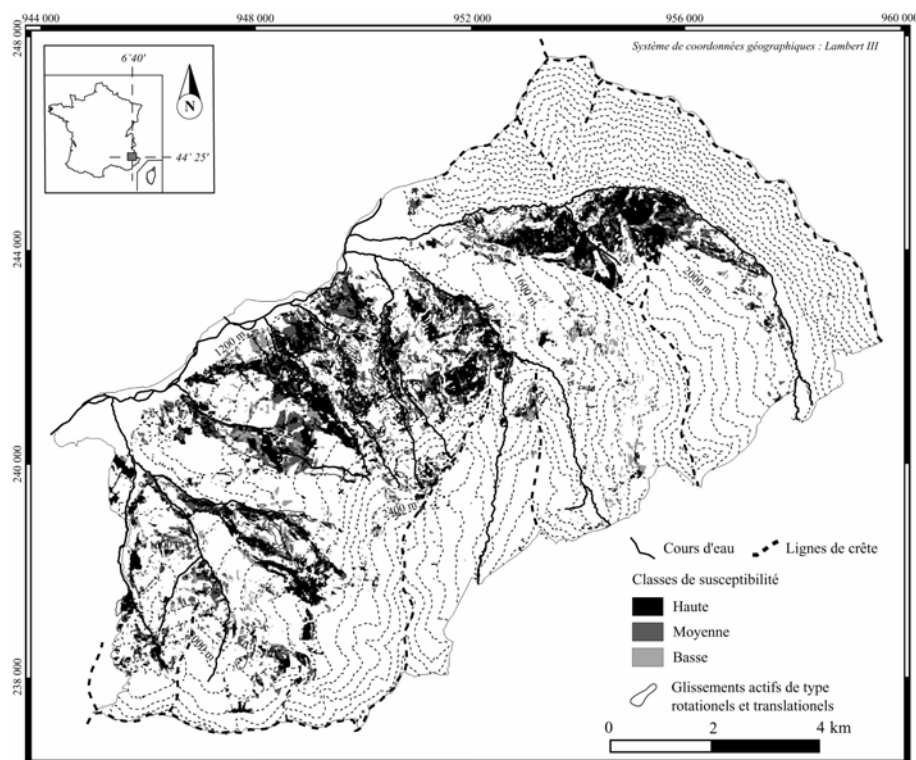 944 000
948 000
952 000
956 000
960 000
248 000
Système de coordonnées géographiques : Lambert III
6°40'
N
44° 25'
244 000
1600 m.
2000 m.
1200 m.
240 000
2400 m.
238 000
Cours d'eau
Lignes de crête
Classes de susceptibilité
Haute
Moyenne
Basse
Glissements actifs de type
rotationels et translationels
0
2
4 km